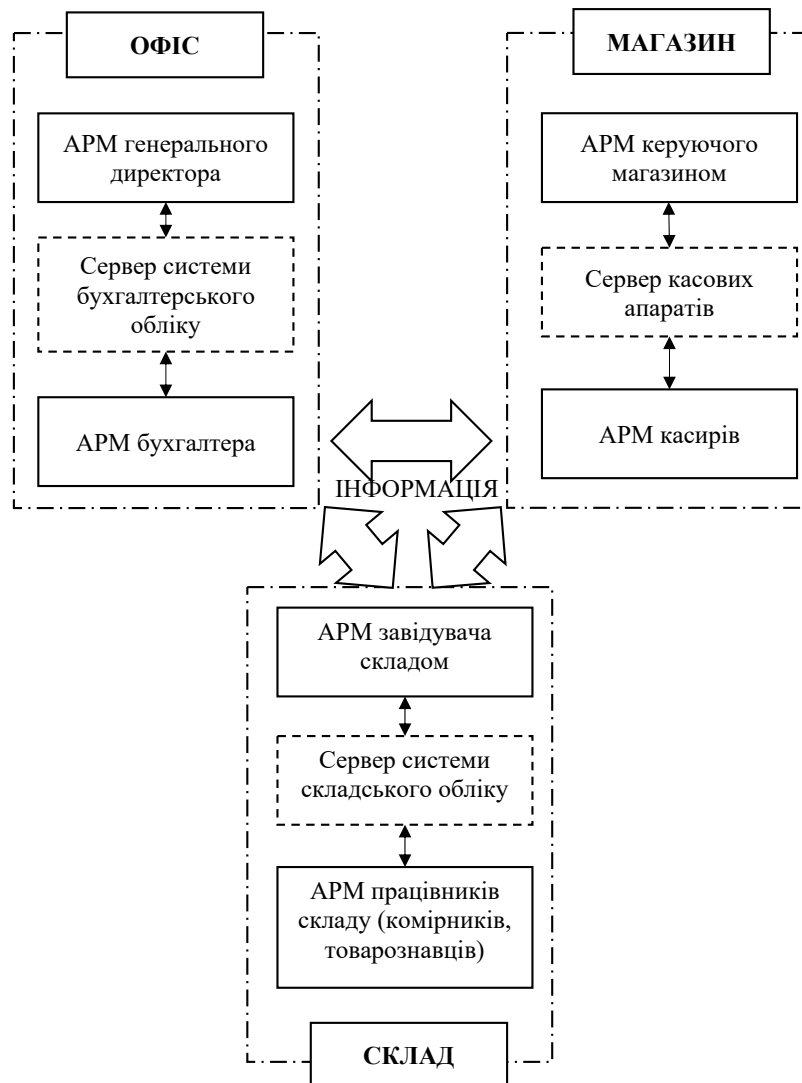 ОФІС
АРМ генерального
директора
Сервер системи
бухгалтерського
обліку
АРМ бухгалтера
МАГАЗИН
АРМ керуючого
магазином
Сервер касових
апаратів
АРМ касирів
ІНФОРМАЦІЯ
АРМ завідувача
складом
Сервер системи
складського обліку
АРМ працівників
складу (комірників,
товарознавців)
СКЛАД